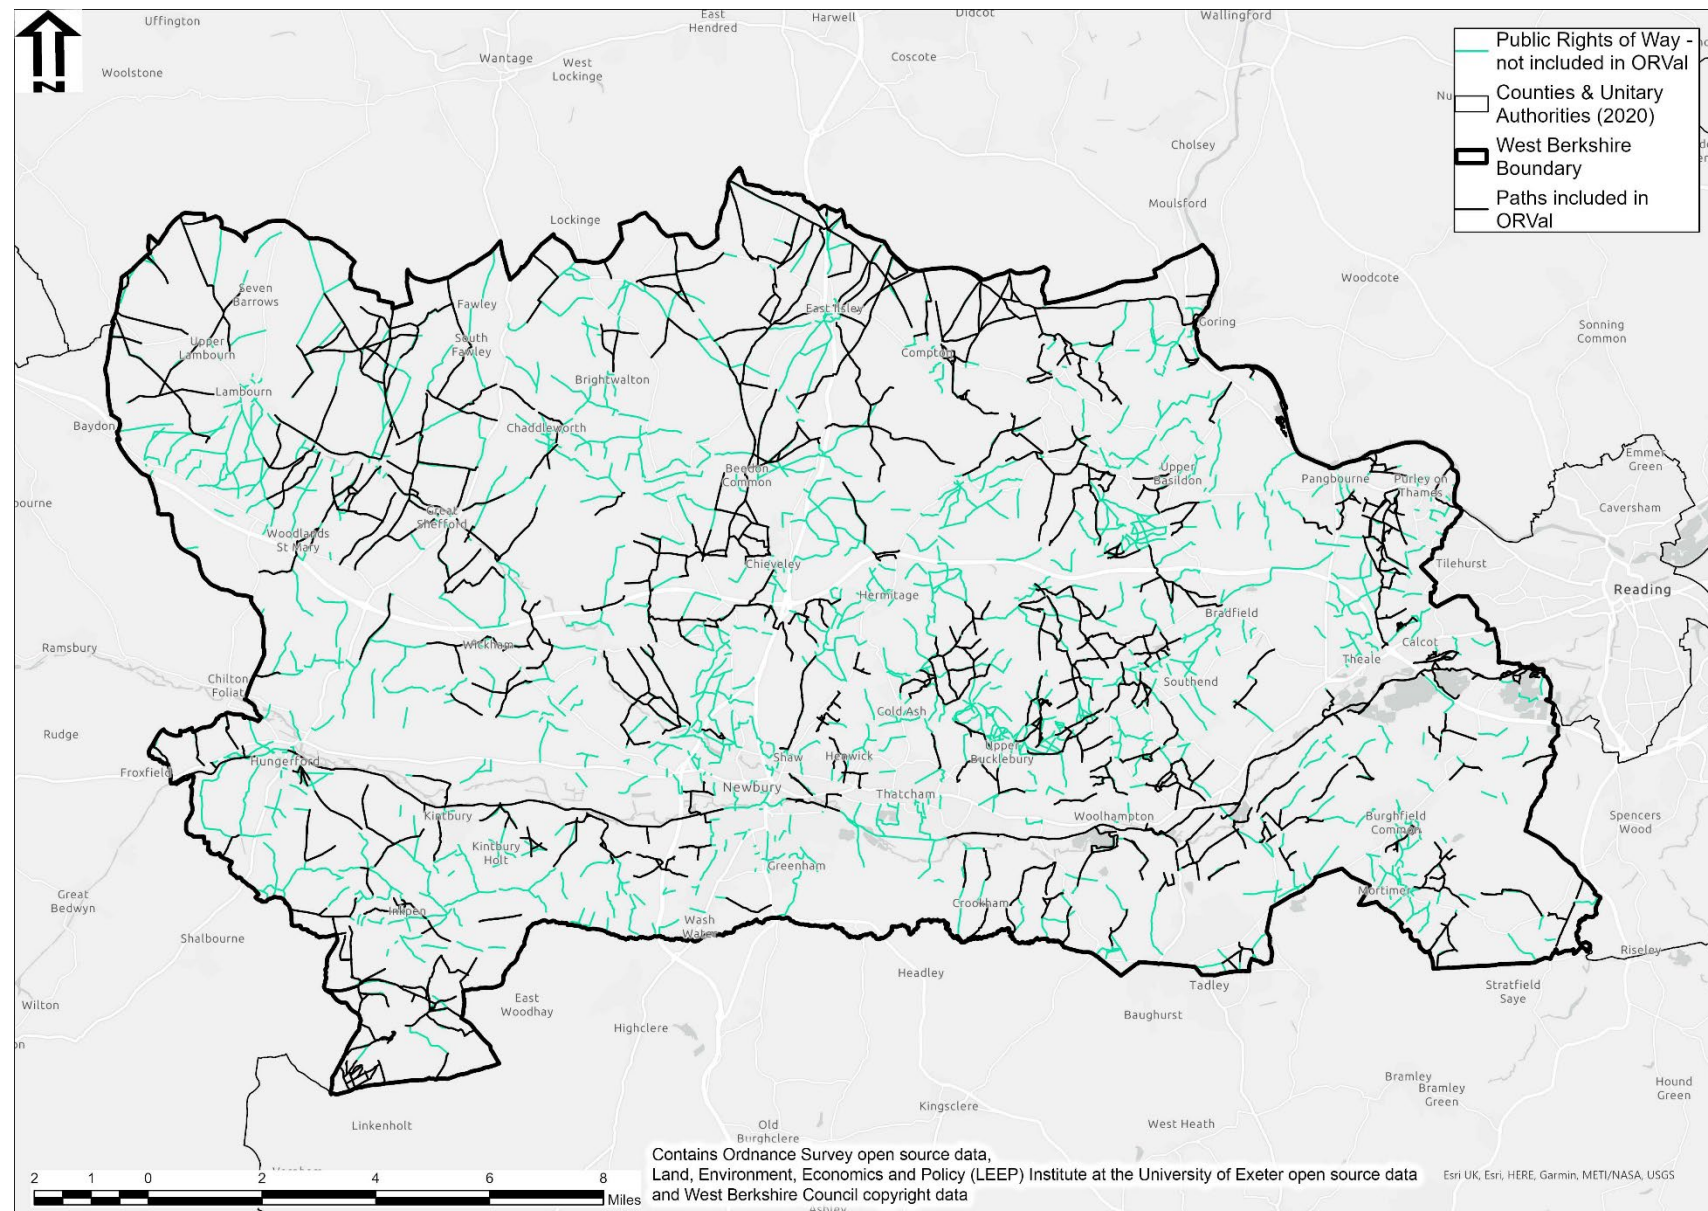 Uffington
East
Hendred
Harwell
Didcot
Wallingford
Woolstone
Wantage
West
Lockinge
Coscote
N
Cholsey
Moulsford
Public Rights of Way -
not included in ORVal
Counties & Unitary
Authorities (2020)
West Berkshire
Boundary
Paths included in
ORVal
Lockinge
Woodcote
Seven
Barrows
Fawley
East Ilsley
Goring
Sonning
Common
Upper
Lambourn
South
Fawley
Compton
Brightwalton
Lambourn
Baydon
Chaddleworth
Beedon
Common
Upper
Basildon
Pangbourne
Purley on
Thames
Emmer
Green
Caversham
bourne
Great
Shefford
Woodlands
St Mary
Chieveley
Hermitage
Tilehurst
Reading
Bradfield
Ramsbury
Wickham
Calcot
Theale
Chilton
Foliat
Southend
Cold Ash
Rudge
Froxfield
Hungerford
Shaw
Henwick
Upper
Bucklebury
Newbury
Thatcham
Kintbury
Woolhampton
Burghfield
Common
Spencers
Wood
Kintbury
Holt
Greenham
Great
Bedwyn
Inkpen
Crookham
Mortimer
Shalbourne
Wash
Water
Riseley
Headley
Tadley
Stratfield
Saye
Wilton
East
Woodhay
Highclere
Baughurst
on
Bramley
Bramley
Green
Hound
Green
Kingsclere
Linkenholt
Old
Burghclere
West Heath
Contains Ordnance Survey open source data,
Land, Environment, Economics and Policy (LEEP) Institute at the University of Exeter open source data
and West Berkshire Council copyright data
Esri UK, Esri, HERE, Garmin, METI/NASA, USGS
2 1 0 2 4 6 8
Miles